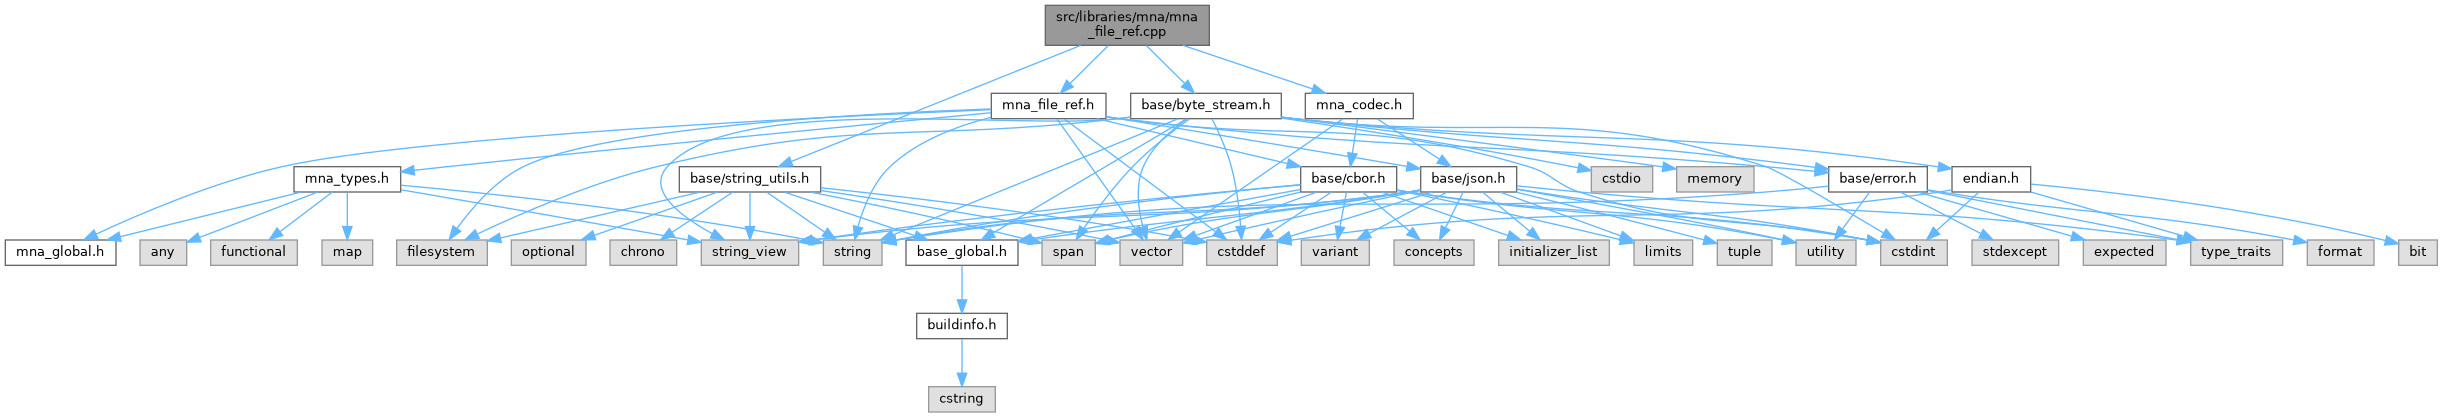 src/libraries/mna/mna
_file_ref.cpp
mna_file_ref.h
base/byte_stream.h
mna_codec.h
mna_types.h
base/string_utils.h
base/cbor.h
base/json.h
cstdio
memory
base/error.h
endian.h
mna_global.h
any
functional
map
filesystem
optional
chrono
string_view
string
base_global.h
span
vector
cstddef
variant
concepts
initializer_list
limits
tuple
utility
cstdint
stdexcept
expected
type_traits
format
bit
buildinfo.h
cstring